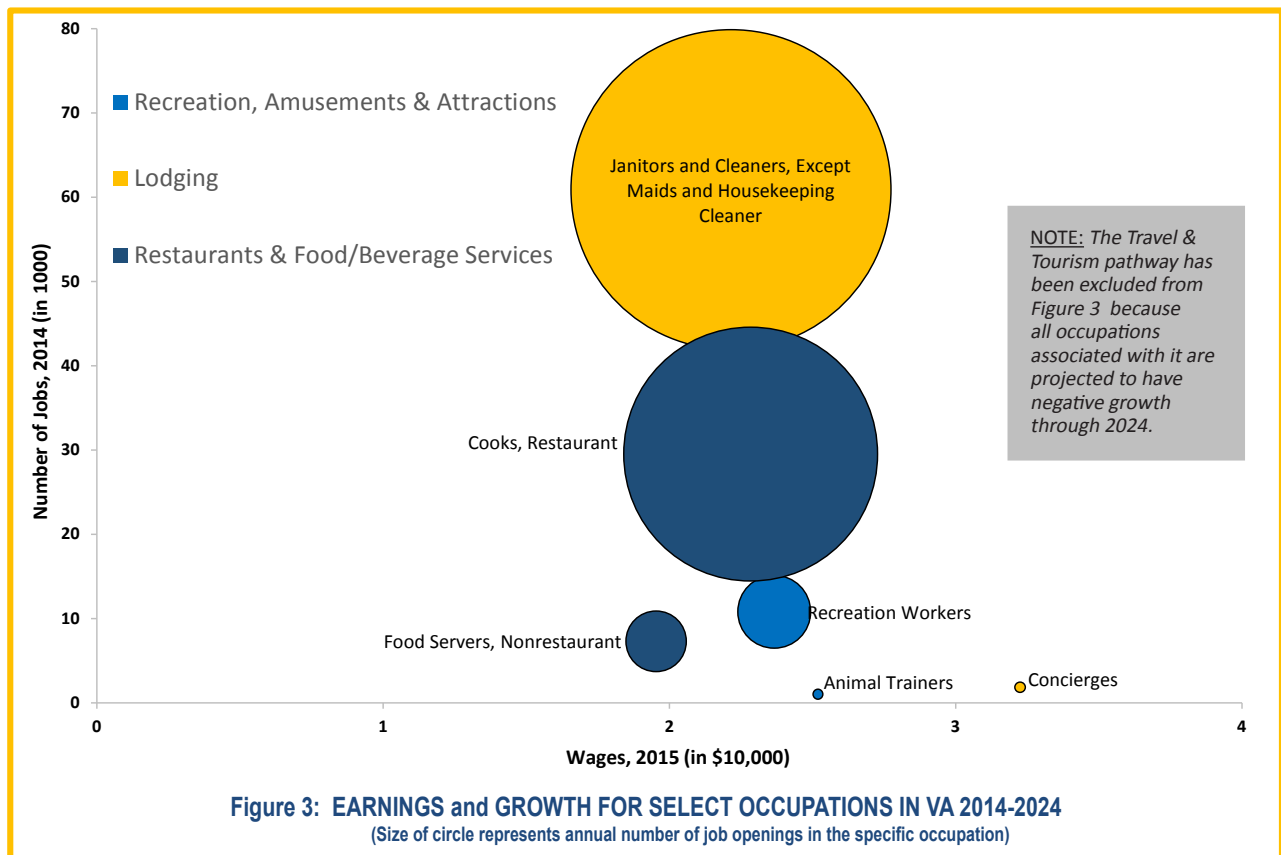 80
70
60
50
40
30
20
10
0
Number of Jobs, 2014 (in 1000)
Recreation, Amusements & Attractions
Lodging
Restaurants & Food/Beverage Services
Janitors and Cleaners, Except
Maids and Housekeeping
Cleaner
NOTE: The Travel &
Tourism pathway has
been excluded from
Figure 3 because
all occupations
associated with it are
projected to have
negative growth
through 2024.
Cooks, Restaurant
Recreation Workers
Food Servers, Nonrestaurant
Animal Trainers
Concierges
0
1
2
3
4
Wages, 2015 (in $10,000)
Figure 3: EARNINGS and GROWTH FOR SELECT OCCUPATIONS IN VA 2014-2024
(Size of circle represents annual number of job openings in the specific occupation)